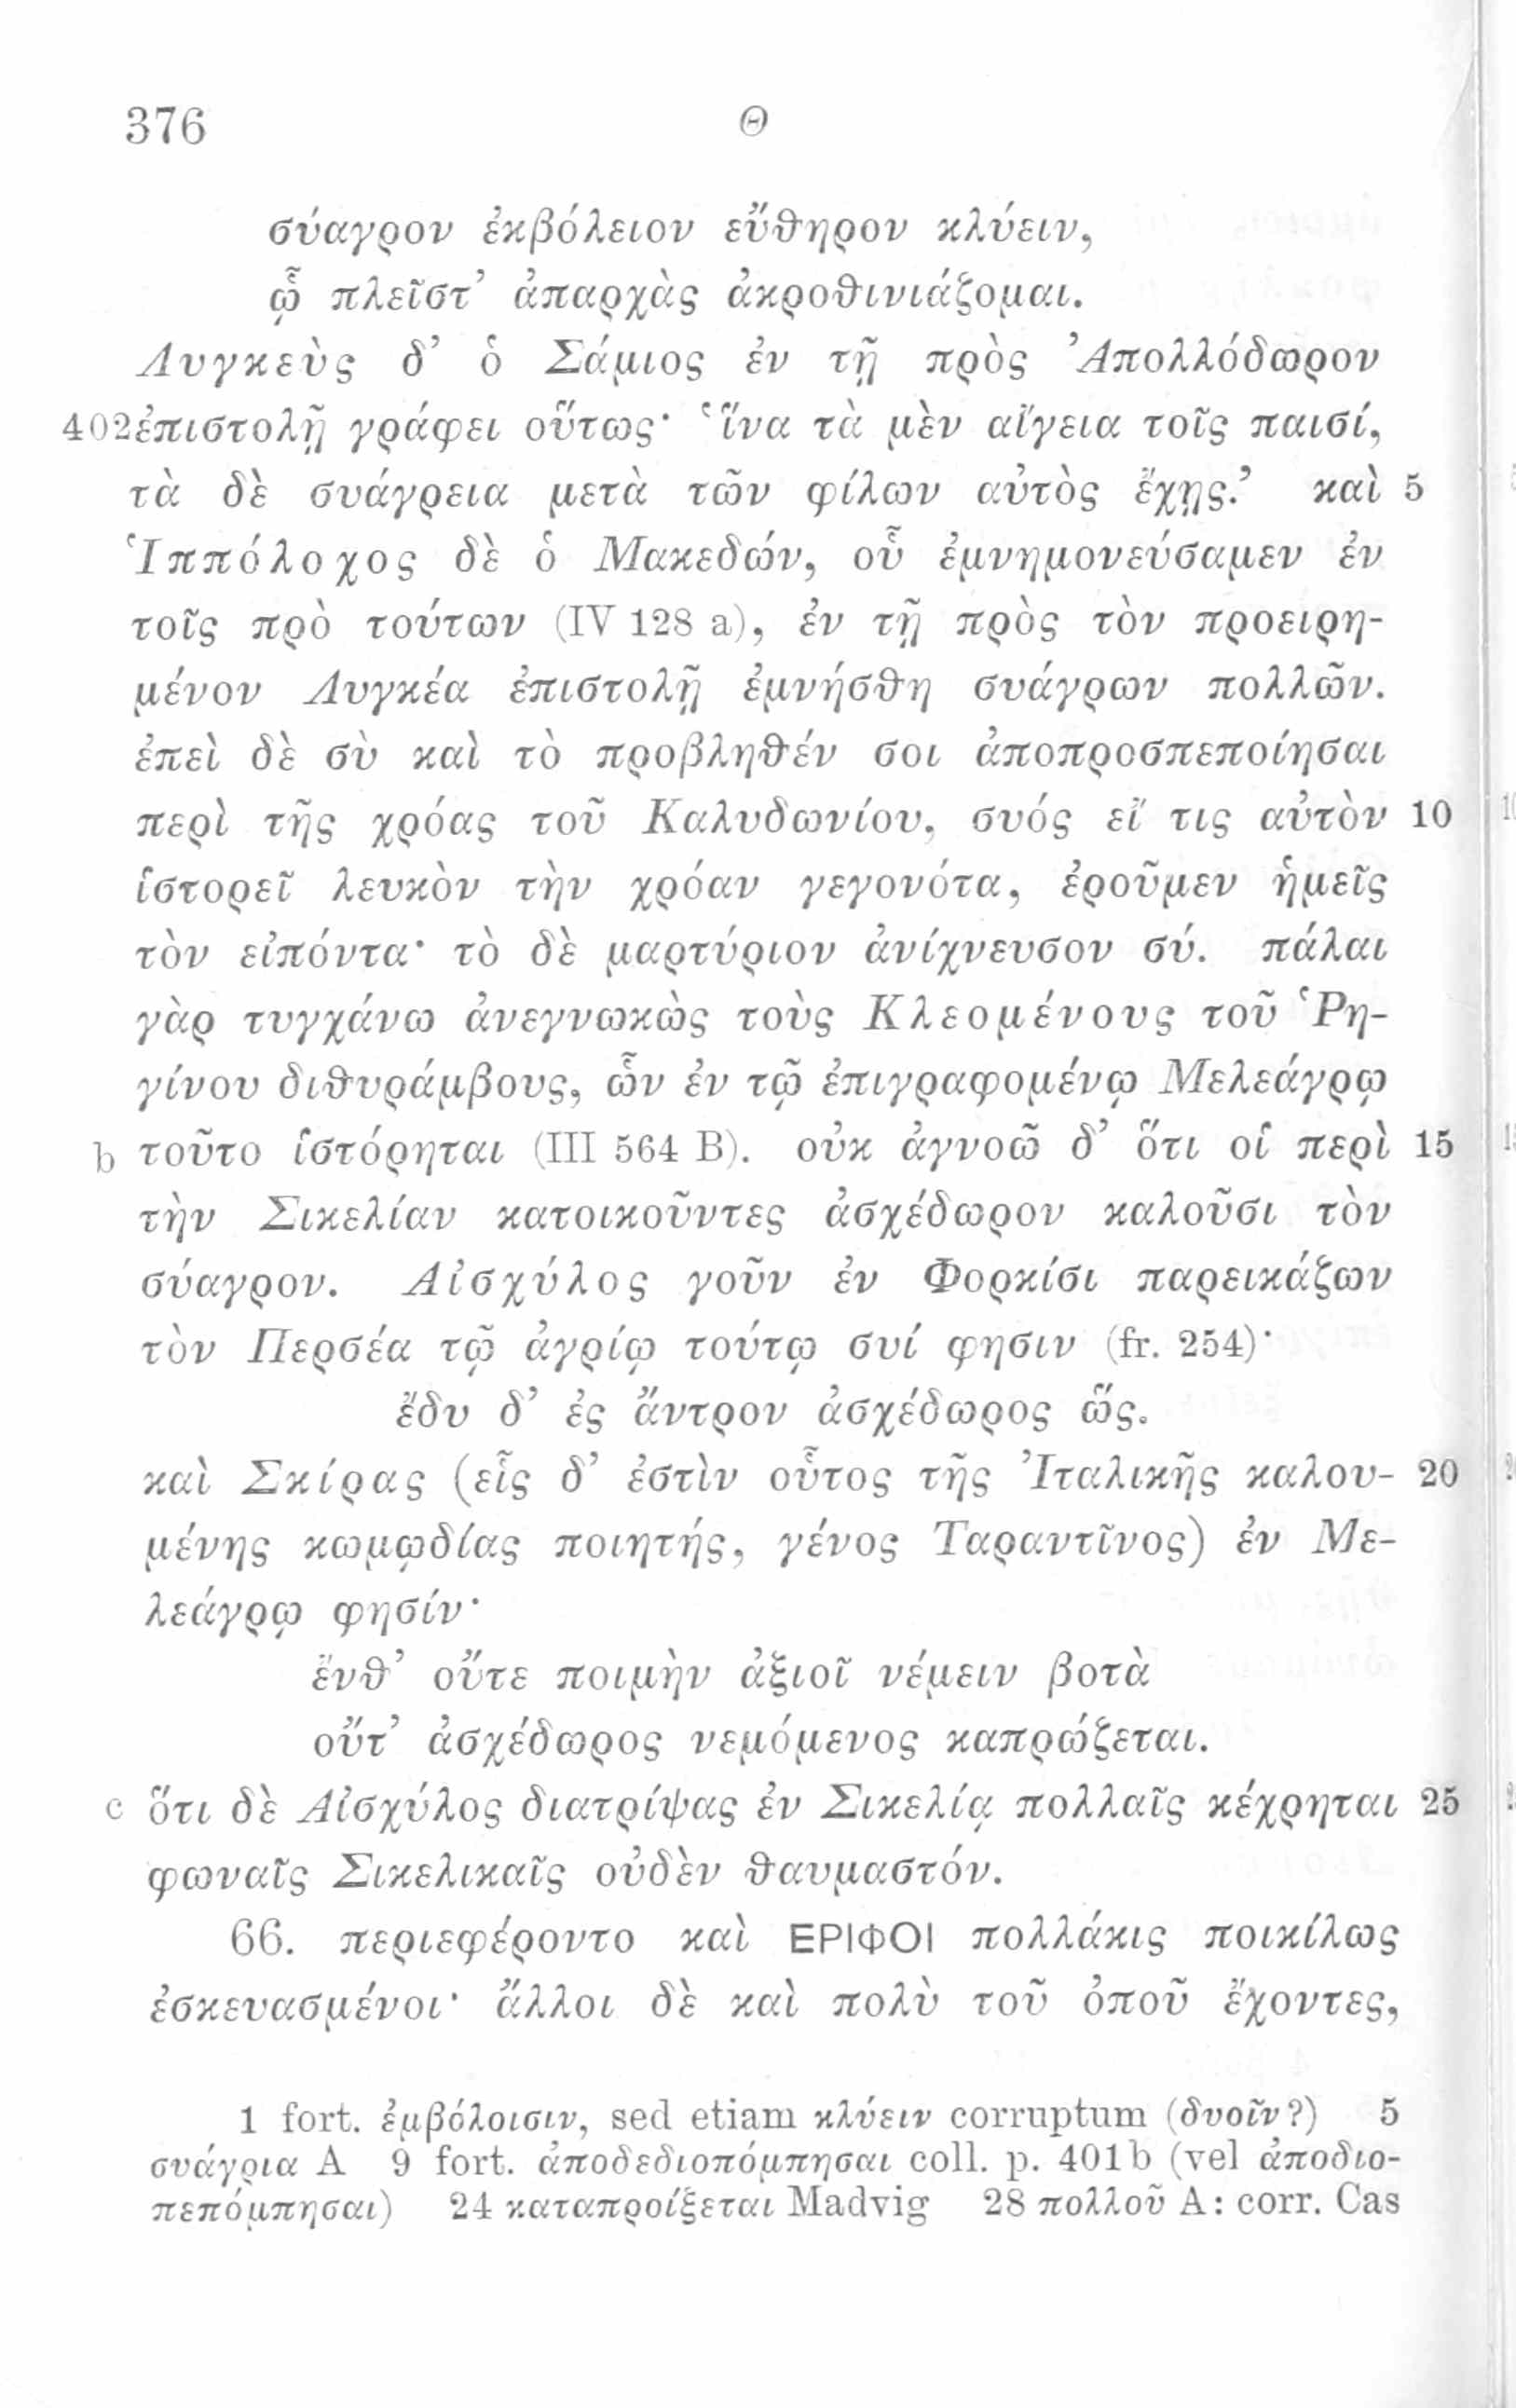 376 Θ
σύαγρον ἐκβόλειον εὔθηρον κλύειν,
ᾧ πλεῖστ’ ἀπαρχὰς ἀκροθινιάζομαι.
Λυγκεὺς δ’ ὁ Σάμιος ἐν τῇ πρὸς Ἀπολλόδωρον
402 ἐπιστολῇ γράφει οὕτως· ‘ἵνα τὰ μὲν αἴγεια τοῖς παισί,
τὰ δὲ συάγρεια μετὰ τῶν φίλων αὐτὸς ἔχῃς.’ καὶ 5
Ἱππόλοχος δὲ ὁ Μακεδών, οὗ ἐμνημονεύσαμεν ἐν
τοῖς πρὸ τούτων (IV 128 a), ἐν τῇ πρὸς τὸν προειρη-
μένον Λυγκέα ἐπιστολῇ ἐμνήσθη συάγρων πολλῶν.
ἐπεὶ δὲ σὺ καὶ τὸ προβληθέν σοι ἀποπροσπεποίησαι
περὶ τῆς χρόας τοῦ Καλυδωνίου, συός εἴ τις αὐτὸν 10
ἱστορεῖ λευκὸν τὴν χρόαν γεγονότα, ἐροῦμεν ἡμεῖς
τὸν εἰπόντα· τὸ δὲ μαρτύριον ἀνίχνευσον σύ. πάλαι
γὰρ τυγχάνω ἀνεγνωκὼς τοὺς Κλεομένους τοῦ Ῥη-
γίνου διθυράμβους, ὧν ἐν τῷ ἐπιγραφομένῳ Μελεάγρῳ
b τοῦτο ἱστόρηται (III 564 B). οὐκ ἀγνοῶ δ’ ὅτι οἱ περὶ 15
τὴν Σικελίαν κατοικοῦντες ἀσχέδωρον καλοῦσι τὸν
σύαγρον. Αἰσχύλος γοῦν ἐν Φορκίσι παρεικάζων
τὸν Περσέα τῷ ἀγρίῳ τούτῳ συί φησιν (fr. 254)·
ἔδυ δ’ ἐς ἄντρον ἀσχέδωρος ὥς.
καὶ Σκίρας (εἷς δ’ ἐστὶν οὗτος τῆς Ἰταλικῆς καλου- 20
μένης κωμῳδίας ποιητής, γένος Ταραντῖνος) ἐν Με-
λεάγρῳ φησίν·
ἔνθ’ οὔτε ποιμὴν ἀξιοῖ νέμειν βοτὰ
οὔτ’ ἀσχέδωρος νεμόμενος καπρώζεται.
c ὅτι δὲ Αἰσχύλος διατρίψας ἐν Σικελίᾳ πολλαῖς κέχρηται 25
φωναῖς Σικελικαῖς οὐδὲν θαυμαστόν.
66. περιεφέροντο καὶ ΕΡΙΦΟΙ πολλάκις ποικίλως
ἐσκευασμένοι· ἄλλοι δὲ καὶ πολὺ τοῦ ὀποῦ ἔχοντες,
1 fort. ἐμβόλοισιν, sed etiam κλύειν corruptum (δυοῖν?) 5
συάγρια A 9 fort. ἀποδεδιοπόμπησαι coll. p. 401 b (vel ἀποδιο-
πεπόμπησαι) 24 καταπροίξεται Madvig 28 πολλοῦ A: corr. Cas